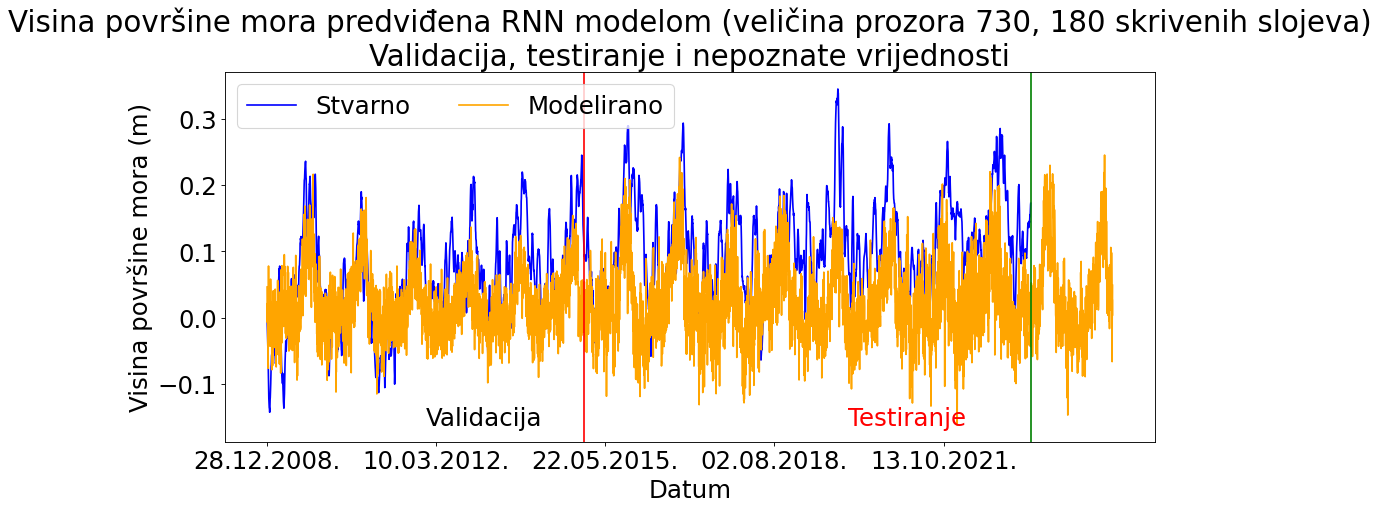 Visina površine mora predviđena RNN modelom (veličina prozora 730, 180 skrivenih slojeva)
Validacija, testiranje i nepoznate vrijednosti
Stvarno
Modelirano
Visina površine mora (m)
0.3
0.2
0.1
0.0
−0.1
Validacija
Testiranje
28.12.2008.
10.03.2012.
22.05.2015.
02.08.2018.
13.10.2021.
Datum